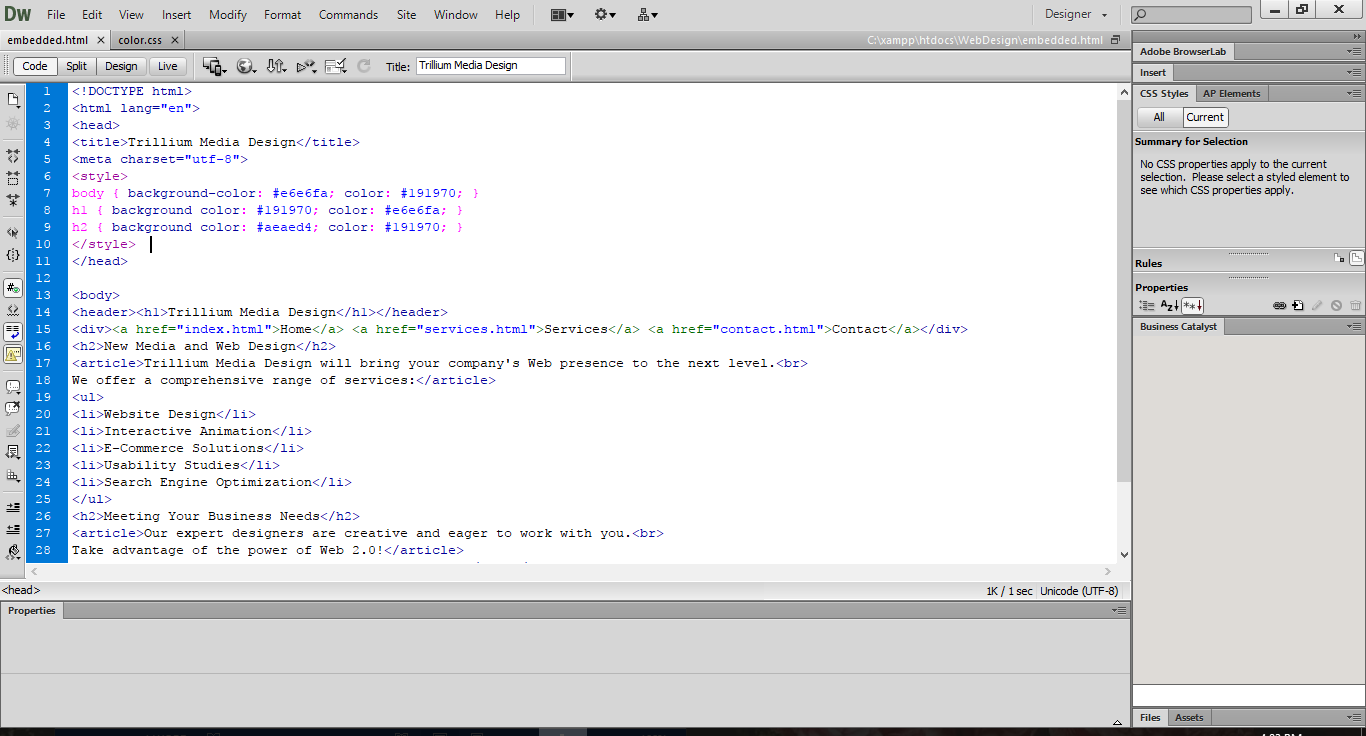 Dw File Edit View Insert Modify Format Commands Site Window Help Designer
embedded.html × color.css × C:\xampp\htdocs\WebDesign\embedded.html
Code Split Design Live Title: Trillium Media Design
1 <!DOCTYPE html>
2 <html lang="en">
3 <head>
4 <title>Trillium Media Design</title>
5 <meta charset="utf-8">
6 <style>
7 body { background-color: #e6e6fa; color: #191970; }
8 h1 { background color: #191970; color: #e6e6fa; }
9 h2 { background color: #aeaed4; color: #191970; }
10 </style>
11 </head>
12
13 <body>
14 <header><h1>Trillium Media Design</h1></header>
15 <div><a href="index.html">Home</a> <a href="services.html">Services</a> <a href="contact.html">Contact</a></div>
16 <h2>New Media and Web Design</h2>
17 <article>Trillium Media Design will bring your company's Web presence to the next level.<br>
18 We offer a comprehensive range of services:</article>
19 <ul>
20 <li>Website Design</li>
21 <li>Interactive Animation</li>
22 <li>E-Commerce Solutions</li>
23 <li>Usability Studies</li>
24 <li>Search Engine Optimization</li>
25 </ul>
26 <h2>Meeting Your Business Needs</h2>
27 <article>Our expert designers are creative and eager to work with you.<br>
28 Take advantage of the power of Web 2.0!</article>
<head> 1K / 1 sec Unicode (UTF-8)
Properties
Adobe BrowserLab
Insert
CSS Styles AP Elements
All Current
Summary for Selection
No CSS properties apply to the current
selection. Please select a styled element to
see which CSS properties apply.
Rules
Properties
Business Catalyst
Files Assets